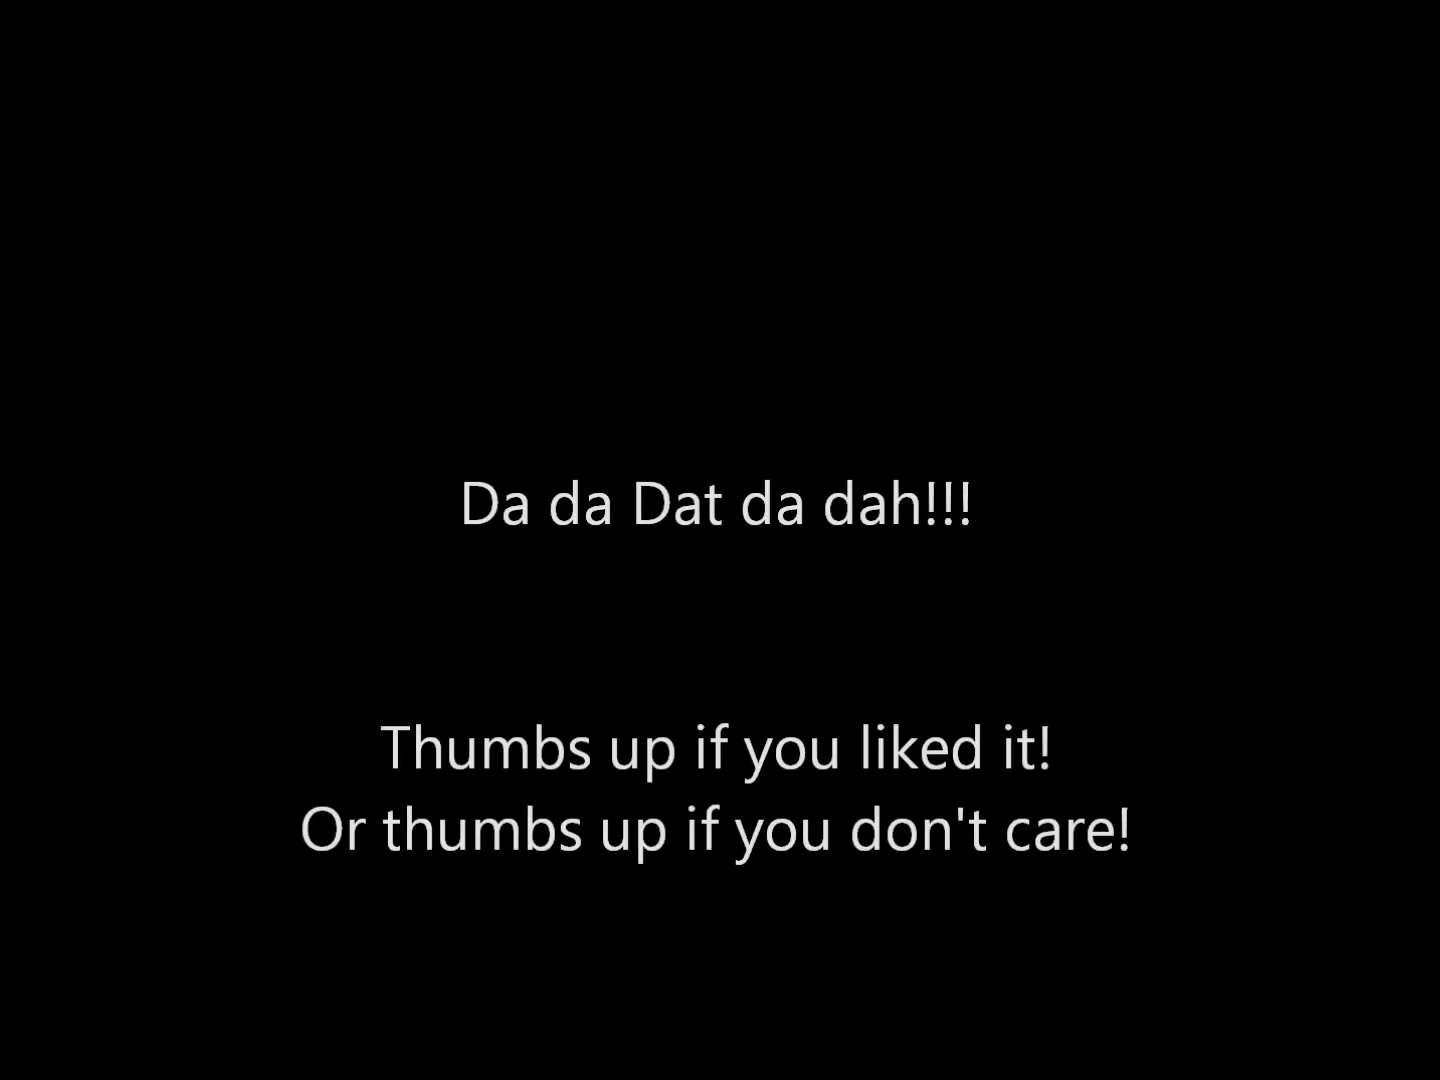 Da da Dat da dah!!!
Thumbs up if you liked it!
Or thumbs up if you don't care!